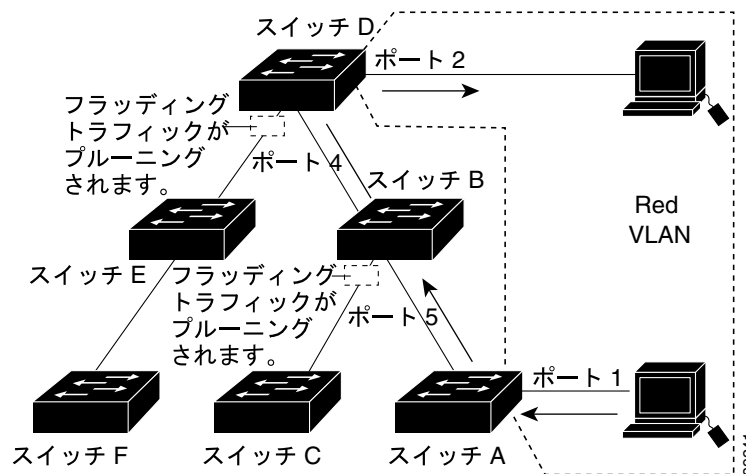 スイッチ D
ポート 2
フラッディング
トラフィックが
プルーニング
されます。
ポート 4
スイッチ B
Red
VLAN
スイッチ E
フラッディング
トラフィックが
プルーニング
されます。
ポート 5
ポート 1
スイッチ F
スイッチ C
スイッチ A